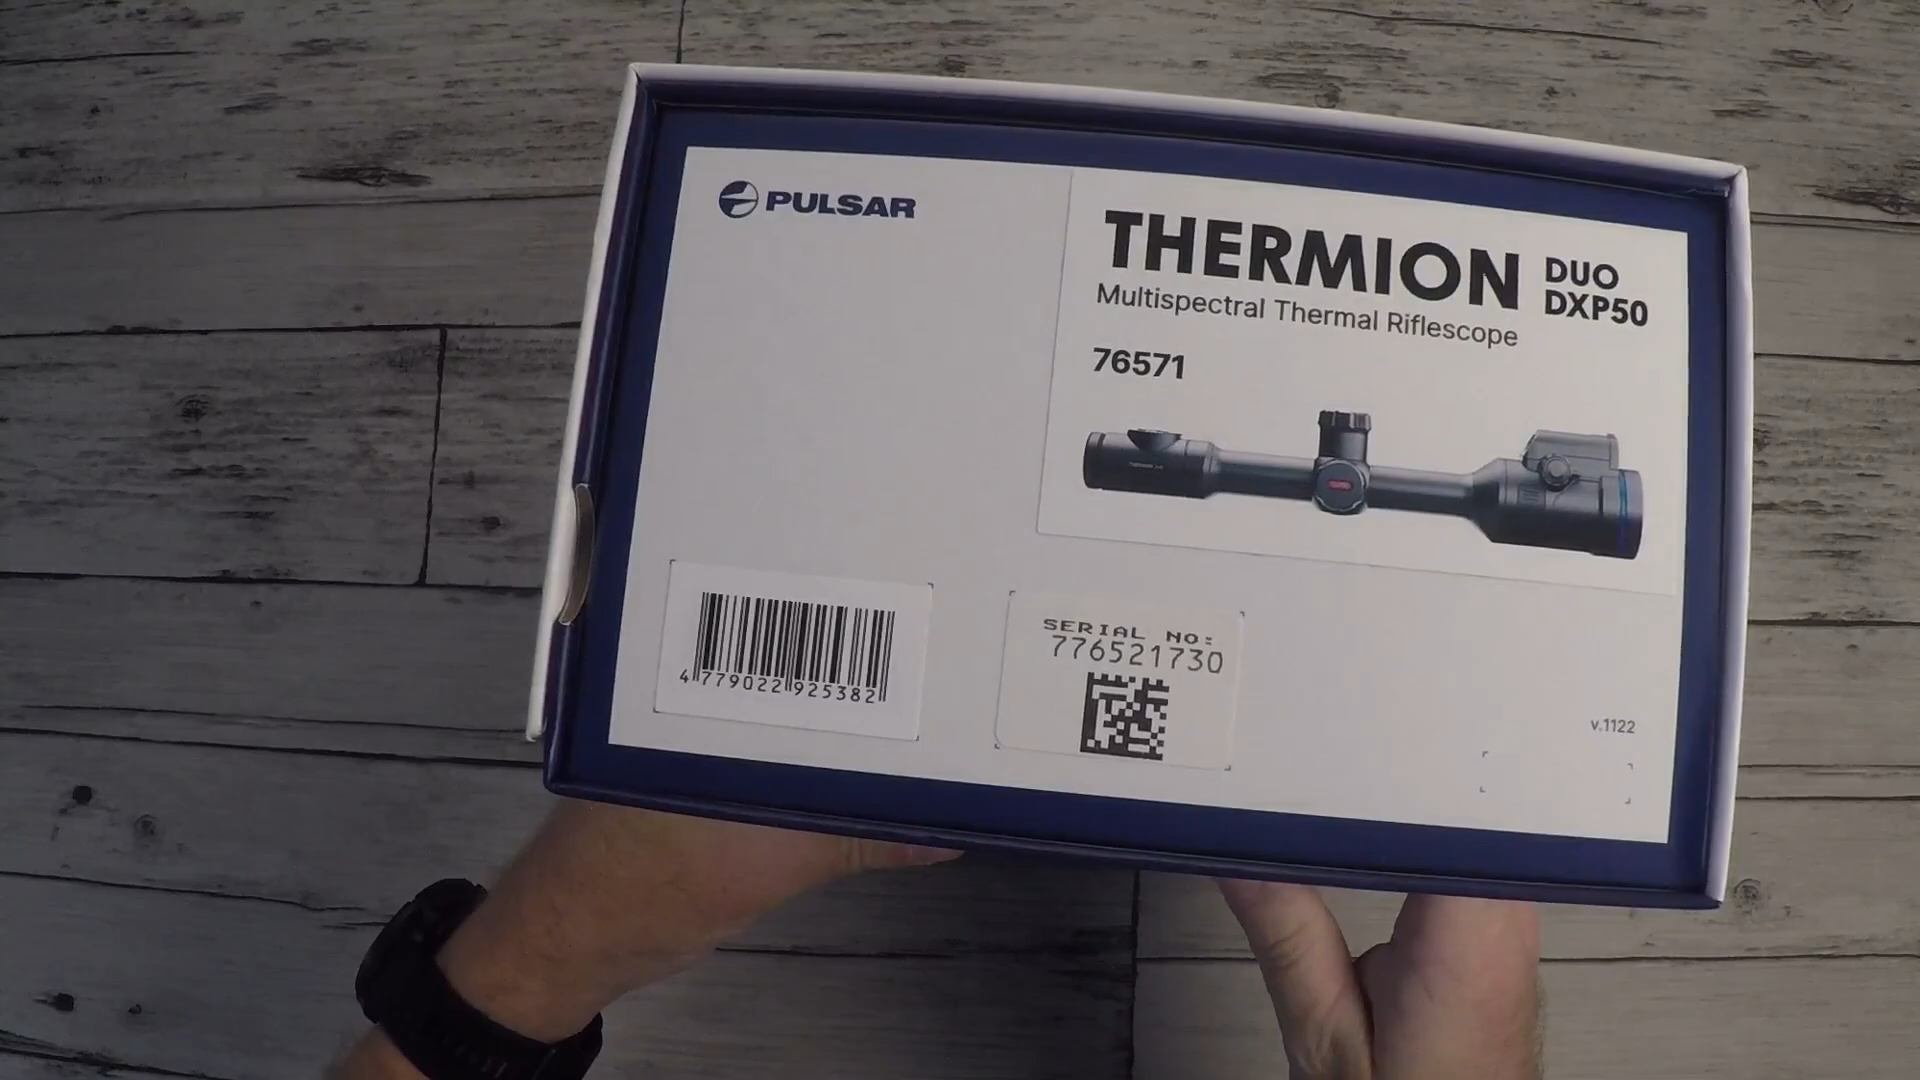 PULSAR
THERMION DUO DXP50
Multispectral Thermal Riflescope
76571
4 779022 925382
SERIAL NO:
776521730
v.1122